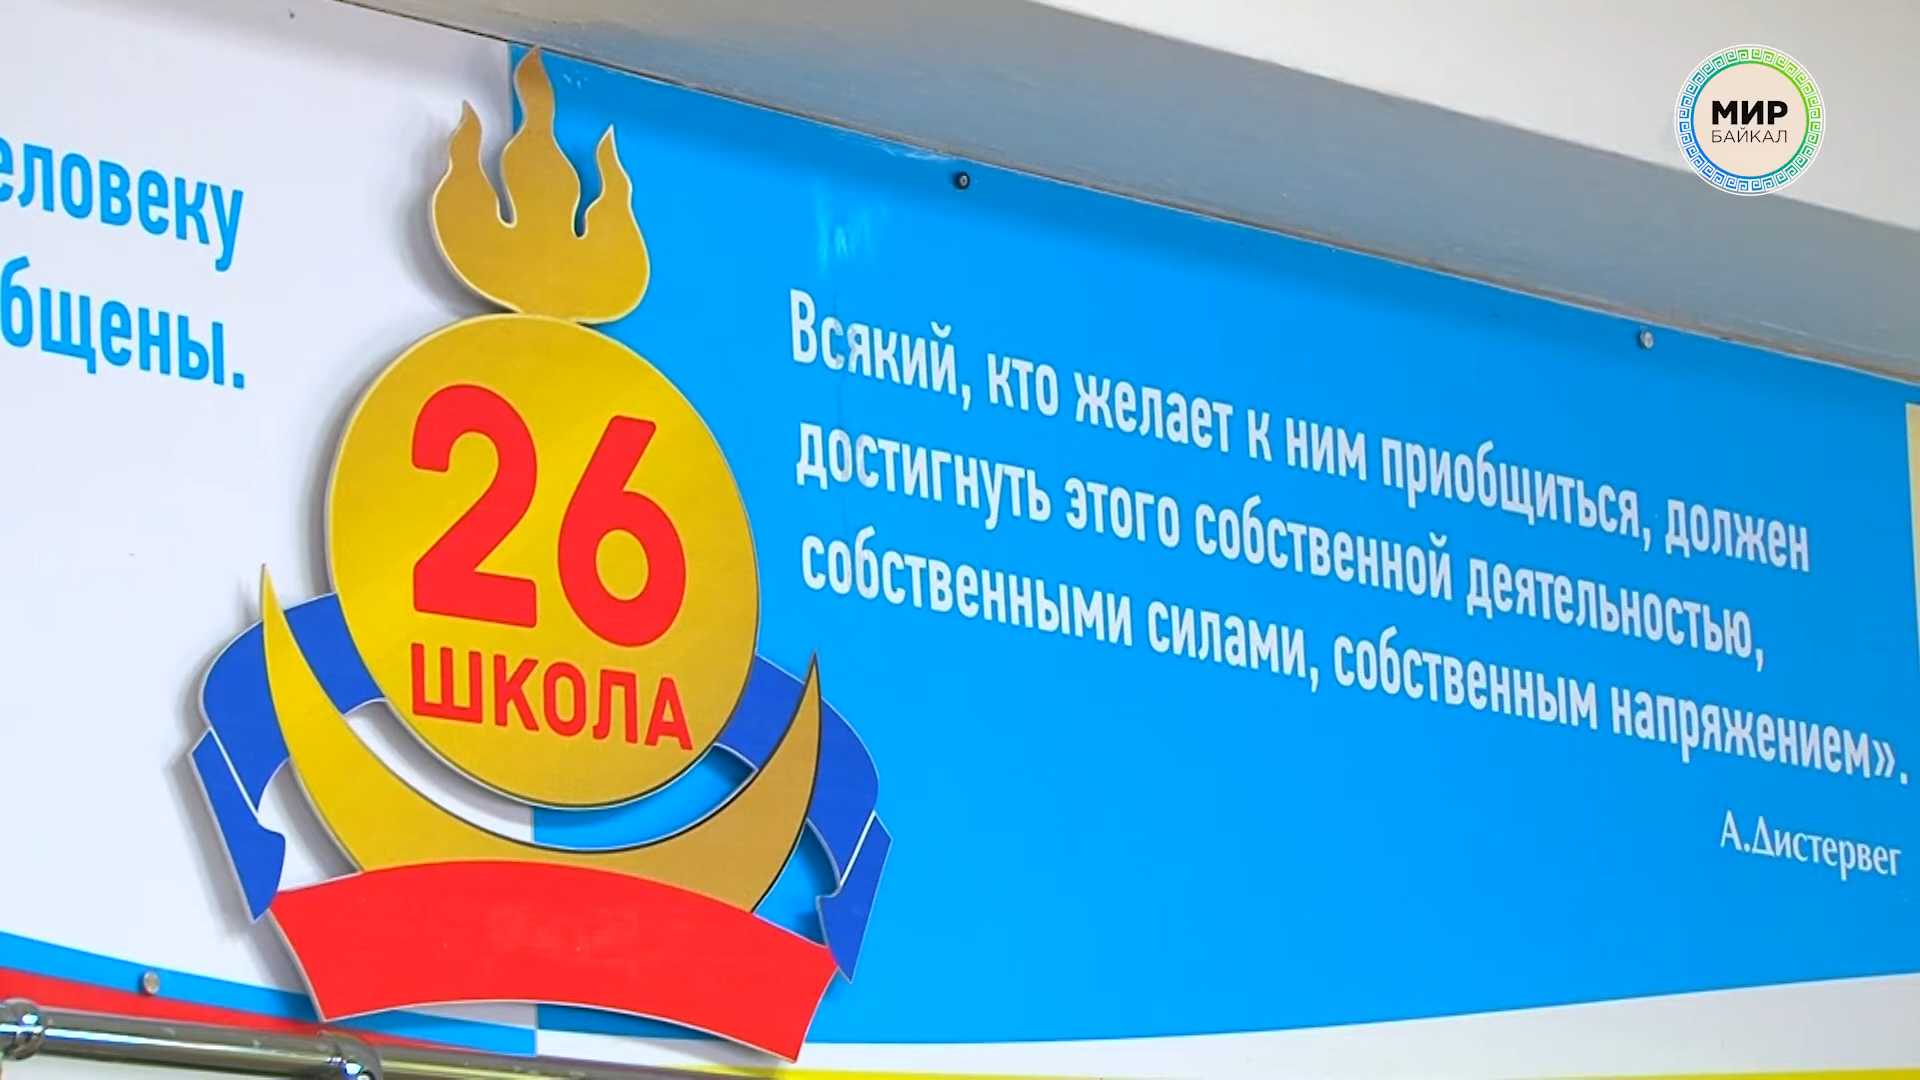 МИР
БАЙКАЛ
еловеку
бщены.
26
ШКОЛА
Всякий, кто желает к ним приобщиться, должен
достигнуть этого собственной деятельностью,
собственными силами, собственным напряжением».
А.Дистервег